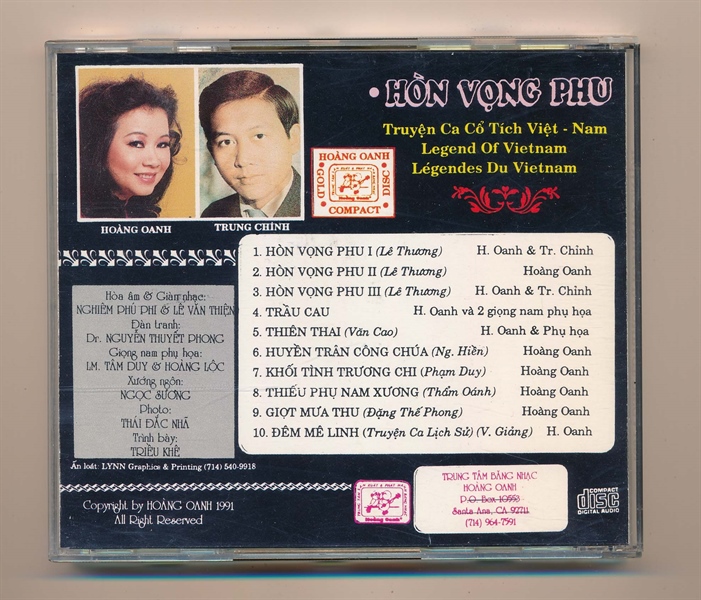 • HÒN VỌNG PHU
Truyện Ca Cổ Tích Việt - Nam
Legend Of Vietnam
Légendes Du Vietnam
HOÀNG OANH
TRUNG CHỈNH
HOÀNG OANH
GOLD
DISC
COMPACT
Hoàng Oanh
1. HÒN VỌNG PHU I (Lê Thương) H. Oanh & Tr. Chỉnh
2. HÒN VỌNG PHU II (Lê Thương) Hoàng Oanh
3. HÒN VỌNG PHU III (Lê Thương) H. Oanh & Tr. Chỉnh
4. TRẦU CAU H. Oanh và 2 giọng nam phụ họa
5. THIÊN THAI (Văn Cao) H. Oanh & Phụ họa
6. HUYỀN TRÂN CÔNG CHÚA (Ng. Hiền) Hoàng Oanh
7. KHỐI TÌNH TRƯƠNG CHI (Phạm Duy) Hoàng Oanh
8. THIẾU PHỤ NAM XƯƠNG (Thẩm Oánh) Hoàng Oanh
9. GIỌT MƯA THU (Đặng Thế Phong) Hoàng Oanh
10. ĐÊM MÊ LINH (Truyện Ca Lịch Sử) (V. Giảng) H. Oanh
Hòa âm & Giàn nhạc:
NGHIÊM PHÚ PHI & LÊ VĂN THIỆN
Đàn tranh:
Dr. NGUYỄN THUYẾT PHONG
Giọng nam phụ họa:
LM. TÂM DUY & HOÀNG LỘC
Xướng ngôn:
NGỌC SƯƠNG
Photo:
THÁI ĐẮC NHÃ
Trình bày:
TRIỀU KHÊ
Ấn loát: LYNN Graphics & Printing (714) 540-9918
Copyright by HOÀNG OANH 1991
All Right Reserved
Hoàng Oanh
TRUNG TÂM BĂNG NHẠC
HOÀNG OANH
P.O. Box 10553
Santa Ana, CA 92711
(714) 964-7591
COMPACT
disc
DIGITAL AUDIO